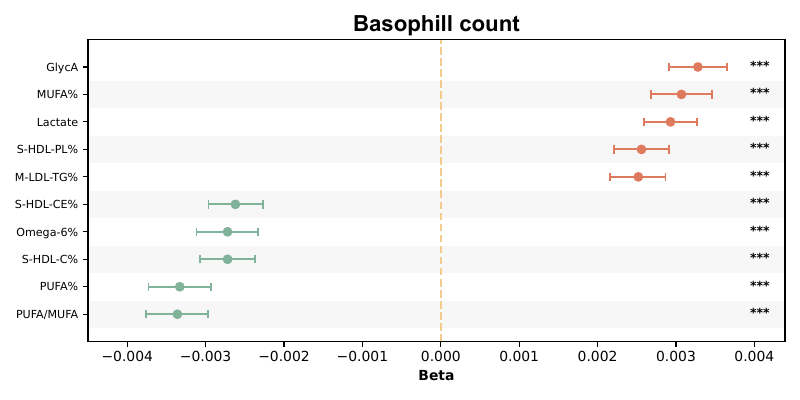 Basophill count
GlycA ***
MUFA% ***
Lactate ***
S-HDL-PL% ***
M-LDL-TG% ***
S-HDL-CE% ***
Omega-6% ***
S-HDL-C% ***
PUFA% ***
PUFA/MUFA ***
−0.004 −0.003 −0.002 −0.001 0.000 0.001 0.002 0.003 0.004
Beta